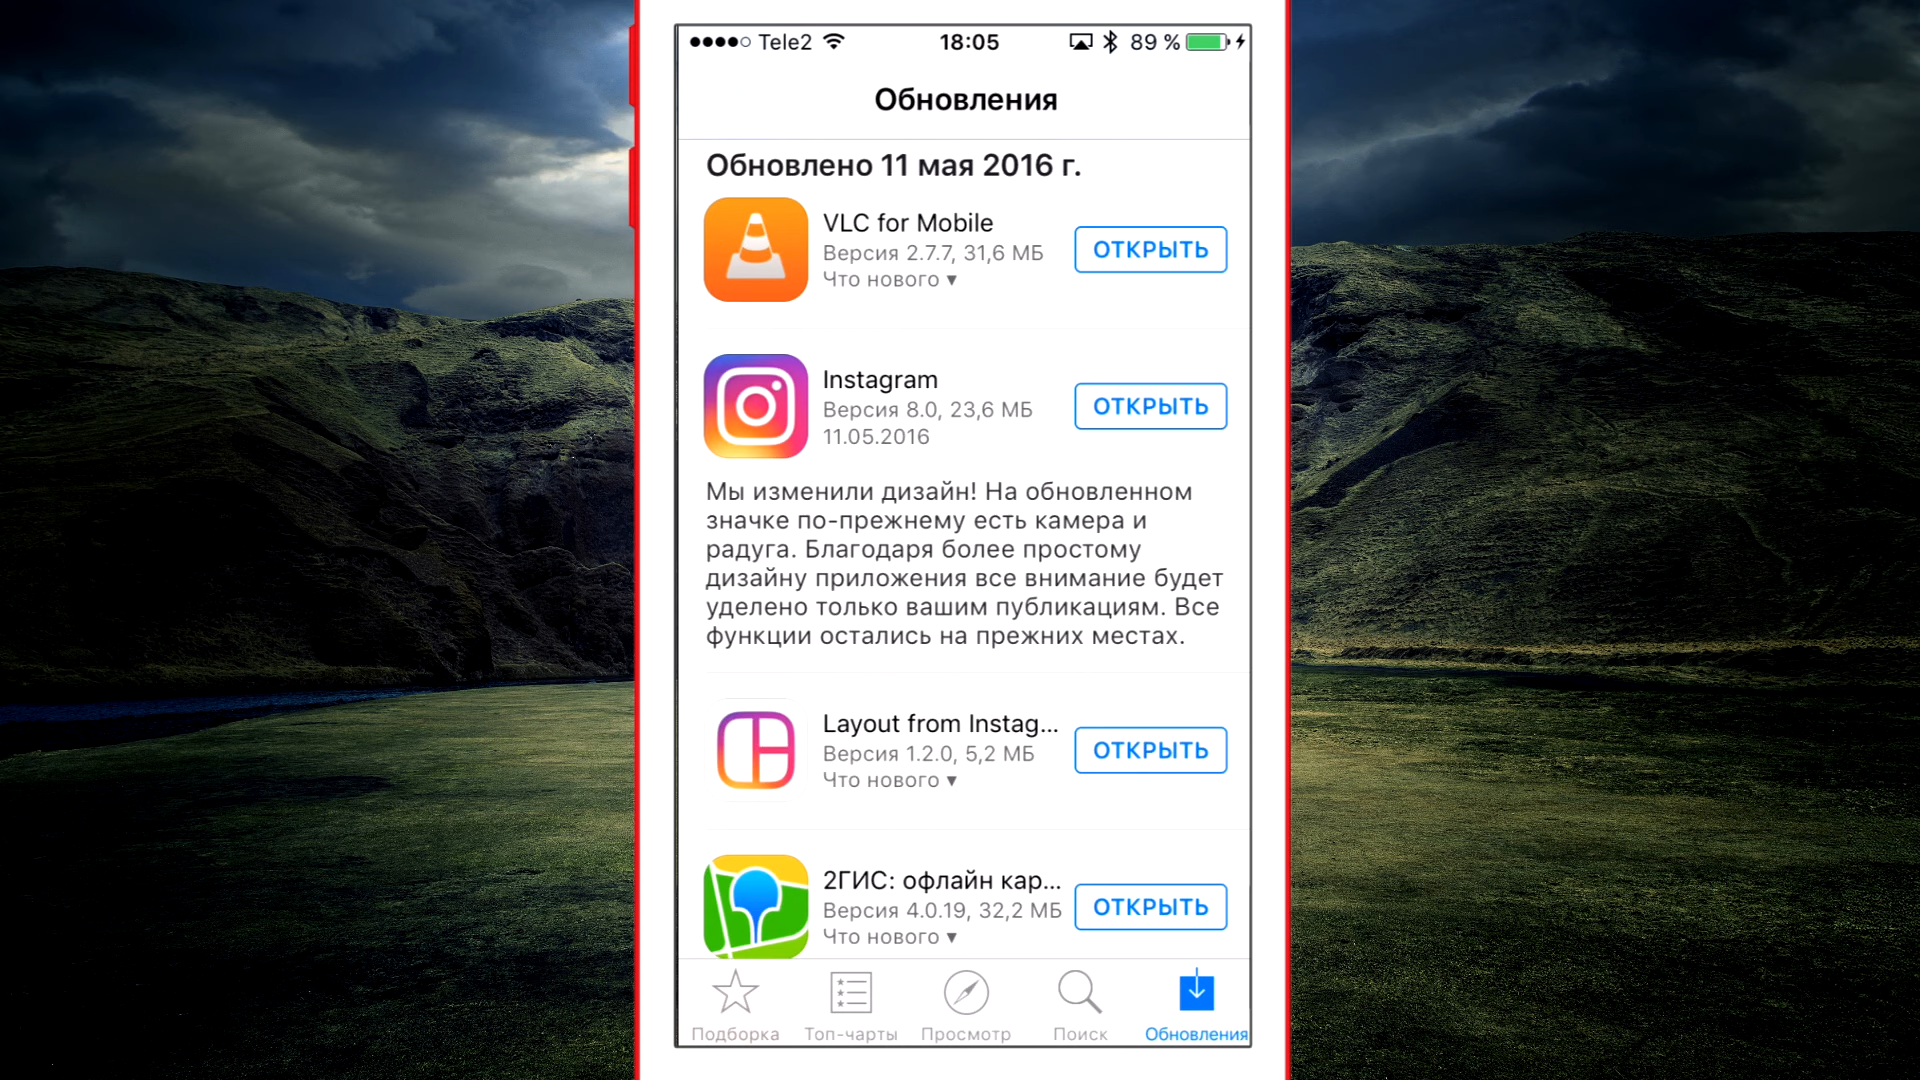 Tele2
18:05
89 %
Обновления
Обновлено 11 мая 2016 г.
VLC for Mobile
Версия 2.7.7, 31,6 МБ
Что нового ▾
ОТКРЫТЬ
Instagram
Версия 8.0, 23,6 МБ
11.05.2016
ОТКРЫТЬ
Мы изменили дизайн! На обновленном
значке по-прежнему есть камера и
радуга. Благодаря более простому
дизайну приложения все внимание будет
уделено только вашим публикациям. Все
функции остались на прежних местах.
Layout from Instag...
Версия 1.2.0, 5,2 МБ
Что нового ▾
ОТКРЫТЬ
2ГИС: офлайн кар...
Версия 4.0.19, 32,2 МБ
Что нового ▾
ОТКРЫТЬ
Подборка
Топ-чарты
Просмотр
Поиск
Обновления